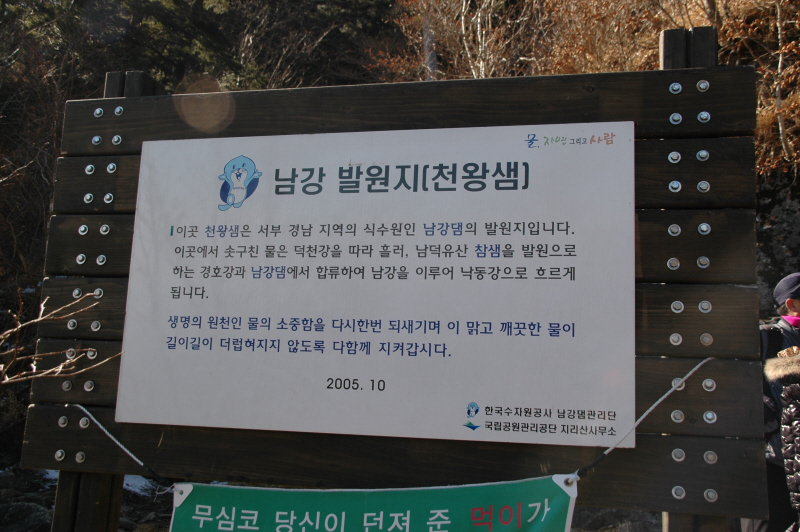 물, 자연 그리고 사람
남강 발원지(천왕샘)
이곳 천왕샘은 서부 경남 지역의 식수원인 남강댐의 발원지입니다.
이곳에서 솟구친 물은 덕천강을 따라 흘러, 남덕유산 참샘을 발원으로
하는 경호강과 남강댐에서 합류하여 남강을 이루어 낙동강으로 흐르게
됩니다.
생명의 원천인 물의 소중함을 다시한번 되새기며 이 맑고 깨끗한 물이
길이길이 더럽혀지지 않도록 다함께 지켜갑시다.
2005. 10
한국수자원공사 남강댐관리단
국립공원관리공단 지리산사무소
무심코 당신이 던져 준 먹이가